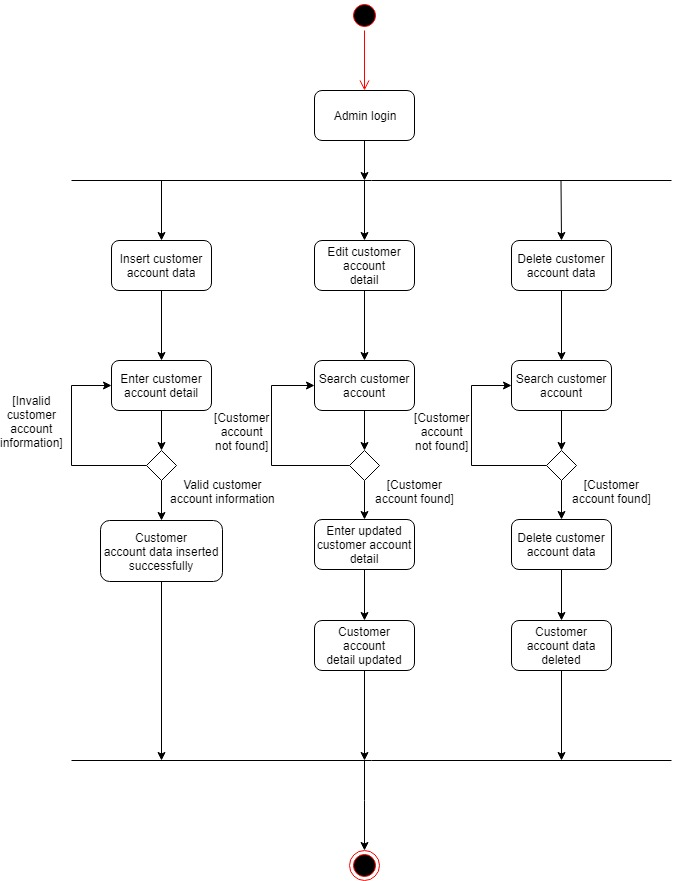 Admin login
Insert customer
account data
Edit customer
account
detail
Delete customer
account data
Enter customer
account detail
Search customer
account
Search customer
account
[Invalid
customer
account
information]
[Customer
account
not found]
[Customer
account
not found]
Valid customer
account information
[Customer
account found]
[Customer
account found]
Customer
account data inserted
successfully
Enter updated
customer account
detail
Delete customer
account data
Customer
account
detail updated
Customer
account data
deleted